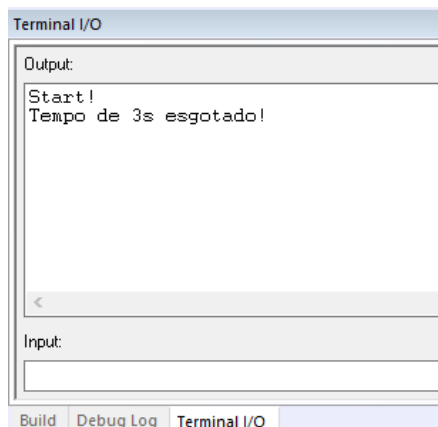 Terminal I/O
Output:
Start!
Tempo de 3s esgotado!
<
Input:
Build Debug Log Terminal I/O